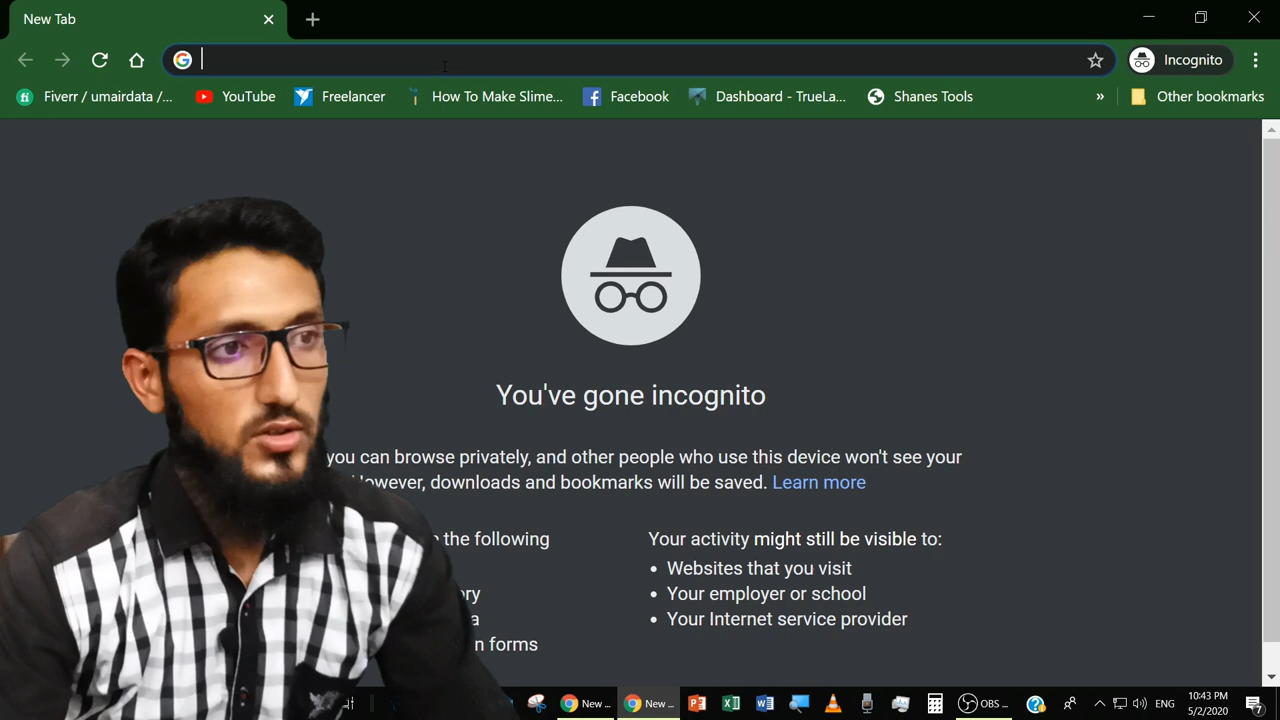 New Tab
Incognito
Fiverr / umairdata /...
YouTube
Freelancer
How To Make Slime...
Facebook
Dashboard - TrueLa...
Shanes Tools
»
Other bookmarks
You've gone incognito
you can browse privately, and other people who use this device won't see your
However, downloads and bookmarks will be saved. Learn more
the following
n forms
Your activity might still be visible to:
• Websites that you visit
• Your employer or school
• Your Internet service provider
New ...
New ...
OBS ...
ENG
10:43 PM
5/2/2020
7